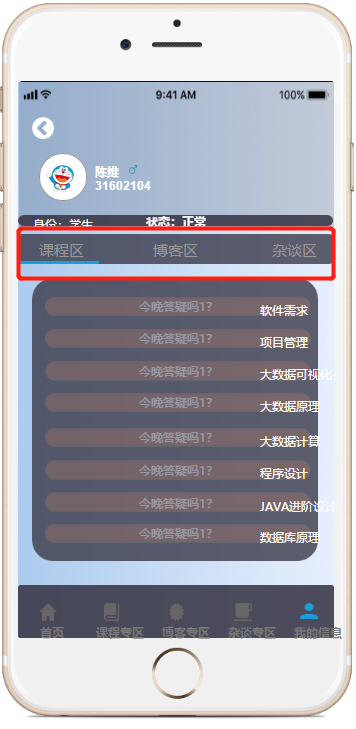 9:41 AM 100%
陈维 ♂
31602104
身份：学生 状态：正常
课程区 博客区 杂谈区
今晚答疑吗1? 软件需求
今晚答疑吗1? 项目管理
今晚答疑吗1? 大数据可视化
今晚答疑吗1? 大数据原理
今晚答疑吗1? 大数据计算
今晚答疑吗1? 程序设计
今晚答疑吗1? JAVA进阶设计
今晚答疑吗1? 数据库原理
首页 课程专区 博客专区 杂谈专区 我的信息